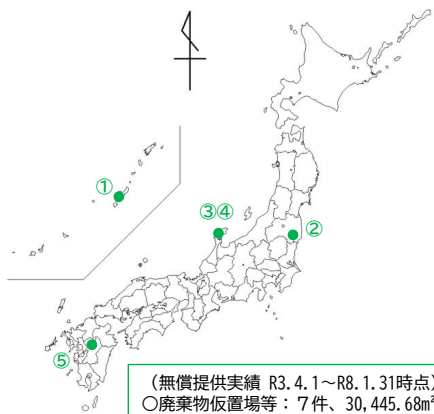 ①
③④
②
⑤
（無償提供実績 R3.4.1～R8.1.31時点）
○廃棄物仮置場等：７件、30,445.68㎡